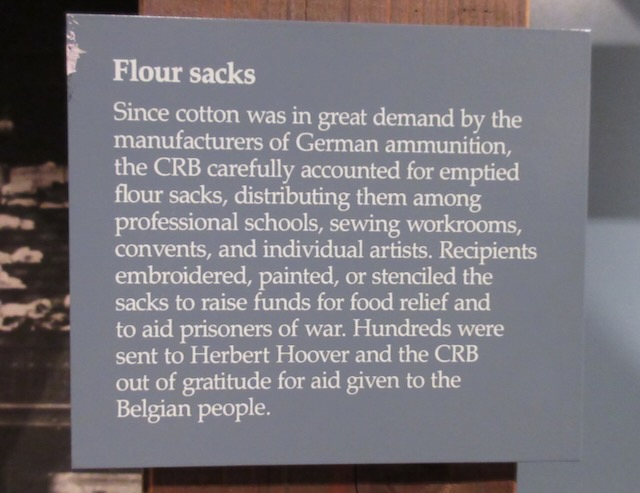 Flour sacks
Since cotton was in great demand by the
manufacturers of German ammunition,
the CRB carefully accounted for emptied
flour sacks, distributing them among
professional schools, sewing workrooms,
convents, and individual artists. Recipients
embroidered, painted, or stenciled the
sacks to raise funds for food relief and
to aid prisoners of war. Hundreds were
sent to Herbert Hoover and the CRB
out of gratitude for aid given to the
Belgian people.